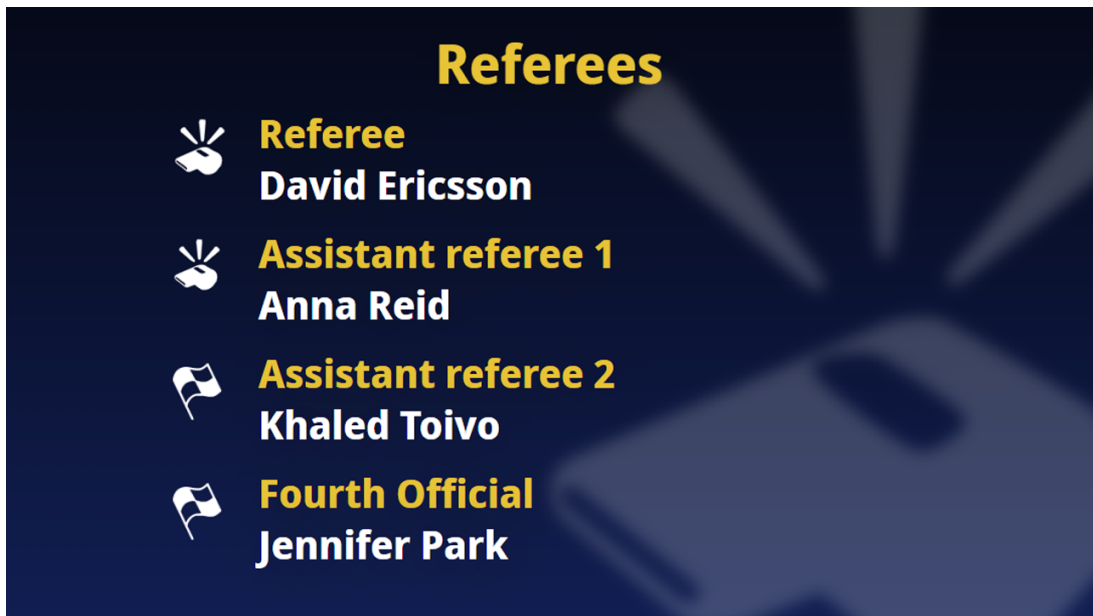 Referees
Referee
David Ericsson
Assistant referee 1
Anna Reid
Assistant referee 2
Khaled Toivo
Fourth Official
Jennifer Park